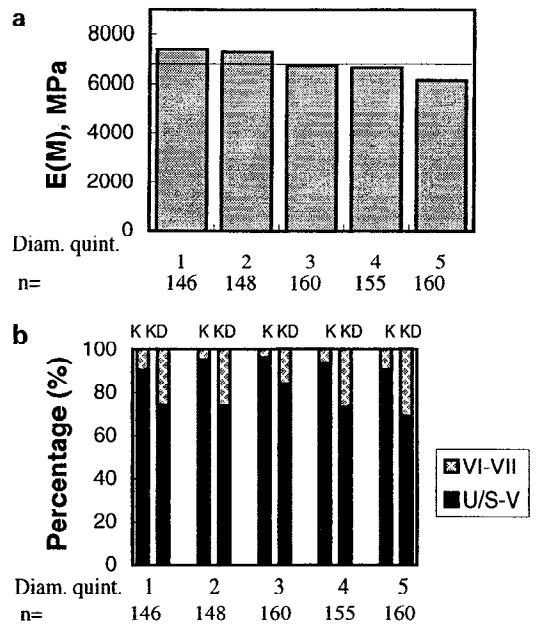 a
E(M), MPa
8000
6000
4000
2000
0
Diam. quint.
1 2 3 4 5
n= 146 148 160 155 160
b
K KD K KD K KD K KD K KD
Percentage (%)
100
80
60
40
20
0
VI-VII
U/S-V
Diam. quint. 1 2 3 4 5
n= 146 148 160 155 160